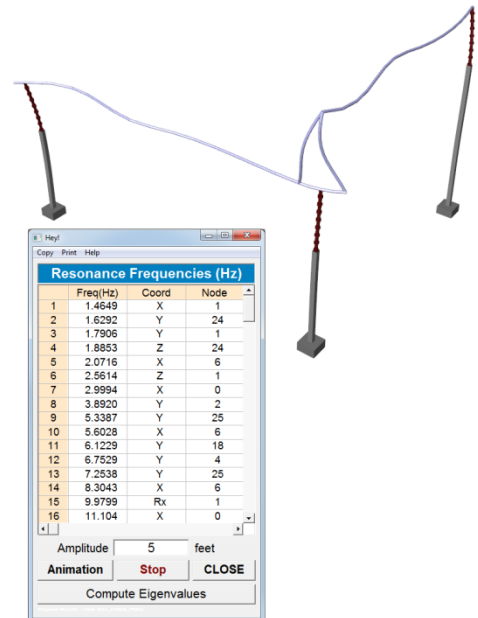 Hey!
Copy Print Help
Resonance Frequencies (Hz)
Freq(Hz) Coord Node
1 1.4649 X 1
2 1.6292 Y 24
3 1.7906 Y 1
4 1.8853 Z 24
5 2.0716 X 6
6 2.5614 Z 1
7 2.9994 X 0
8 3.8920 Y 2
9 5.3387 Y 25
10 5.6028 X 6
11 6.1229 Y 18
12 6.7529 Y 4
13 7.2538 Y 25
14 8.3043 X 6
15 9.9799 Rx 1
16 11.104 X 0
Amplitude 5 feet
Animation Stop CLOSE
Compute Eigenvalues